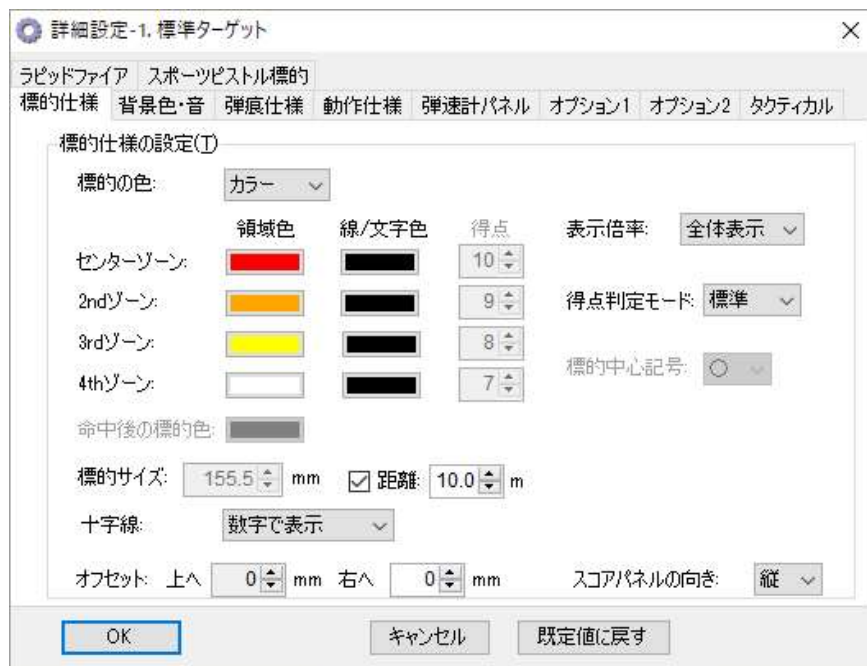 詳細設定-1. 標準ターゲット
ラピッドファイア スポーツピストル標的
標的仕様 背景色・音 弾痕仕様 動作仕様 弾速計パネル オプション1 オプション2 タクティカル
標的仕様の設定(T)
標的の色: カラー
領域色 線/文字色 得点 表示倍率: 全体表示
センターゾーン: 10
2ndゾーン: 9 得点判定モード: 標準
3rdゾーン: 8
標的中心記号: ○
4thゾーン: 7
命中後の標的色:
標的サイズ: 155.5 mm 距離: 10.0 m
十字線: 数字で表示
オフセット: 上へ 0 mm 右へ 0 mm スコアパネルの向き: 縦
OK キャンセル 既定値に戻す